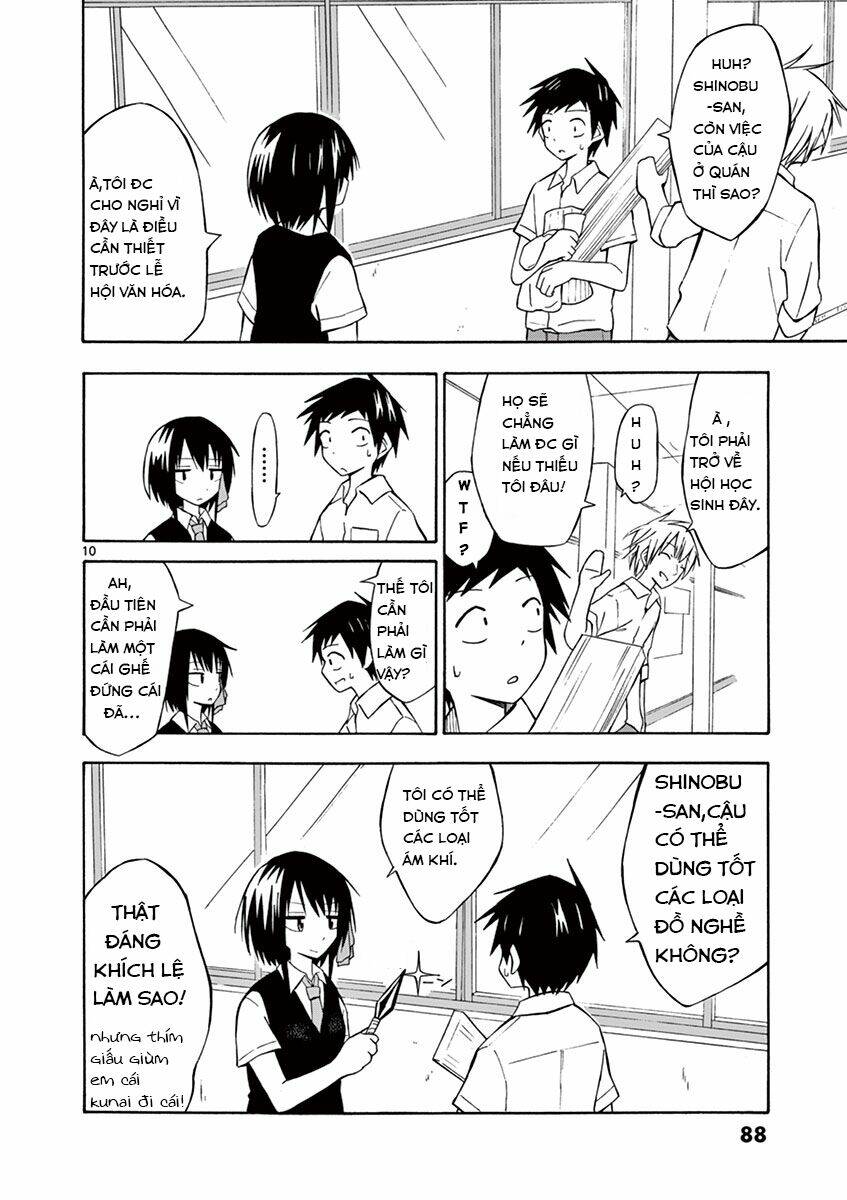 HUH?
SHINOBU
-SAN,
CÒN VIỆC
CỦA CẬU
Ở QUÁN
THÌ SAO?
À,TÔI ĐC
CHO NGHỈ VÌ
ĐÂY LÀ ĐIỀU
CẦN THIẾT
TRƯỚC LỄ
HỘI VĂN HÓA.
À ,
TÔI PHẢI
TRỞ VỀ
HỘI HỌC
SINH ĐÂY.
HUH?
HỌ SẼ
CHẲNG
LÀM ĐC GÌ
NẾU THIẾU
TÔI ĐÂU!
WTF?
......
10
THẾ TÔI
CẦN
PHẢI
LÀM GÌ
VẬY?
AH,
ĐẦU TIÊN
CẦN PHẢI
LÀM MỘT
CÁI GHẾ
ĐỨNG CÁI
ĐÃ...
SHINOBU
-SAN,CẬU
CÓ THỂ
DÙNG TỐT
CÁC LOẠI
ĐỒ NGHỀ
KHÔNG?
TÔI CÓ THỂ
DÙNG TỐT
CÁC LOẠI
ÁM KHÍ.
THẬT
ĐÁNG
KHÍCH LỆ
LÀM SAO!
nhưng thím
giấu giùm
em cái
kunai đi cái!
88